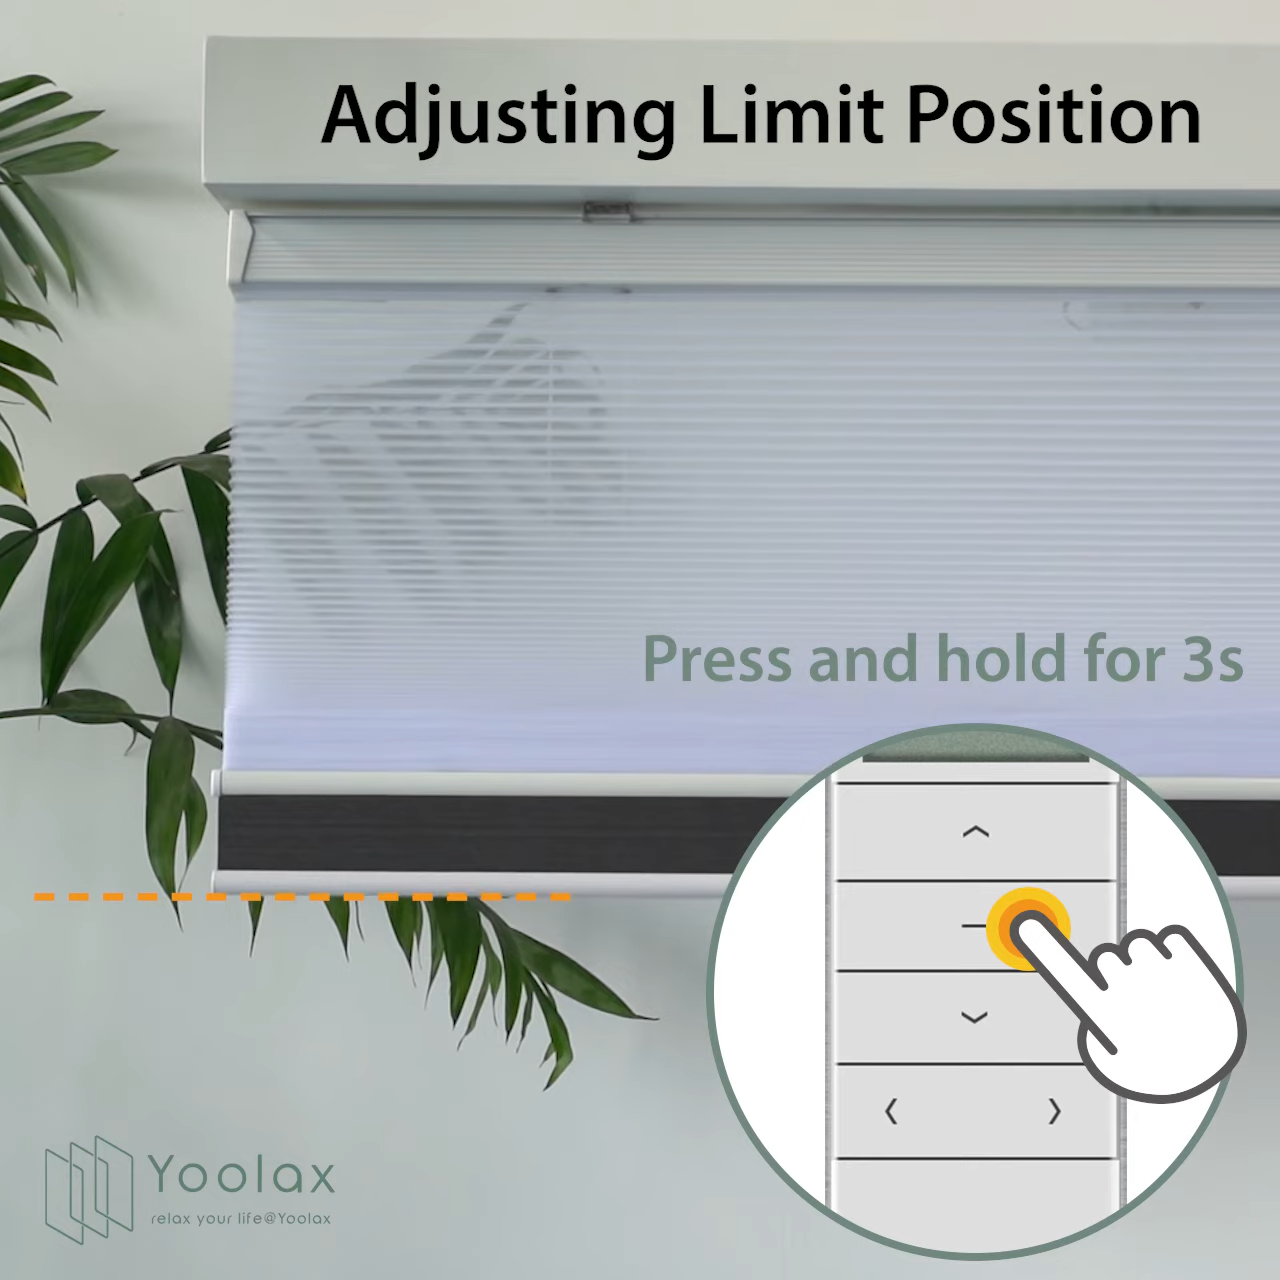 Adjusting Limit Position
Press and hold for 3s
Yoolax
relax your life@Yoolax